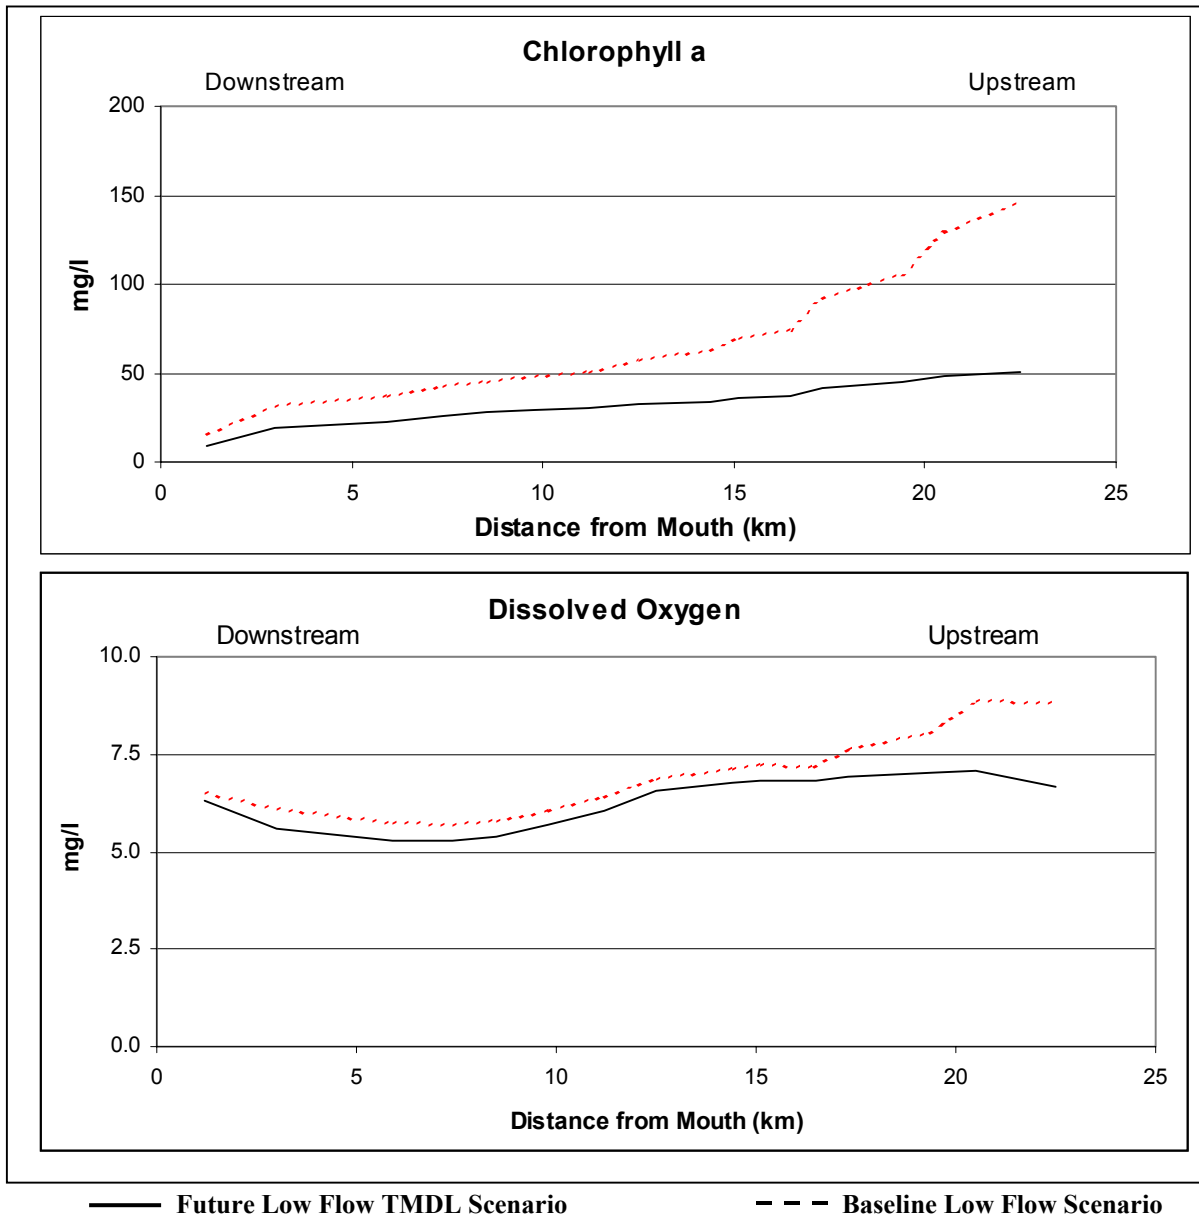 Chlorophyll a
Downstream Upstream
200
150
100
50
0
mg/l
0 5 10 15 20 25
Distance from Mouth (km)
Dissolved Oxygen
Downstream Upstream
10.0
7.5
5.0
2.5
0.0
mg/l
0 5 10 15 20 25
Distance from Mouth (km)
Future Low Flow TMDL Scenario Baseline Low Flow Scenario